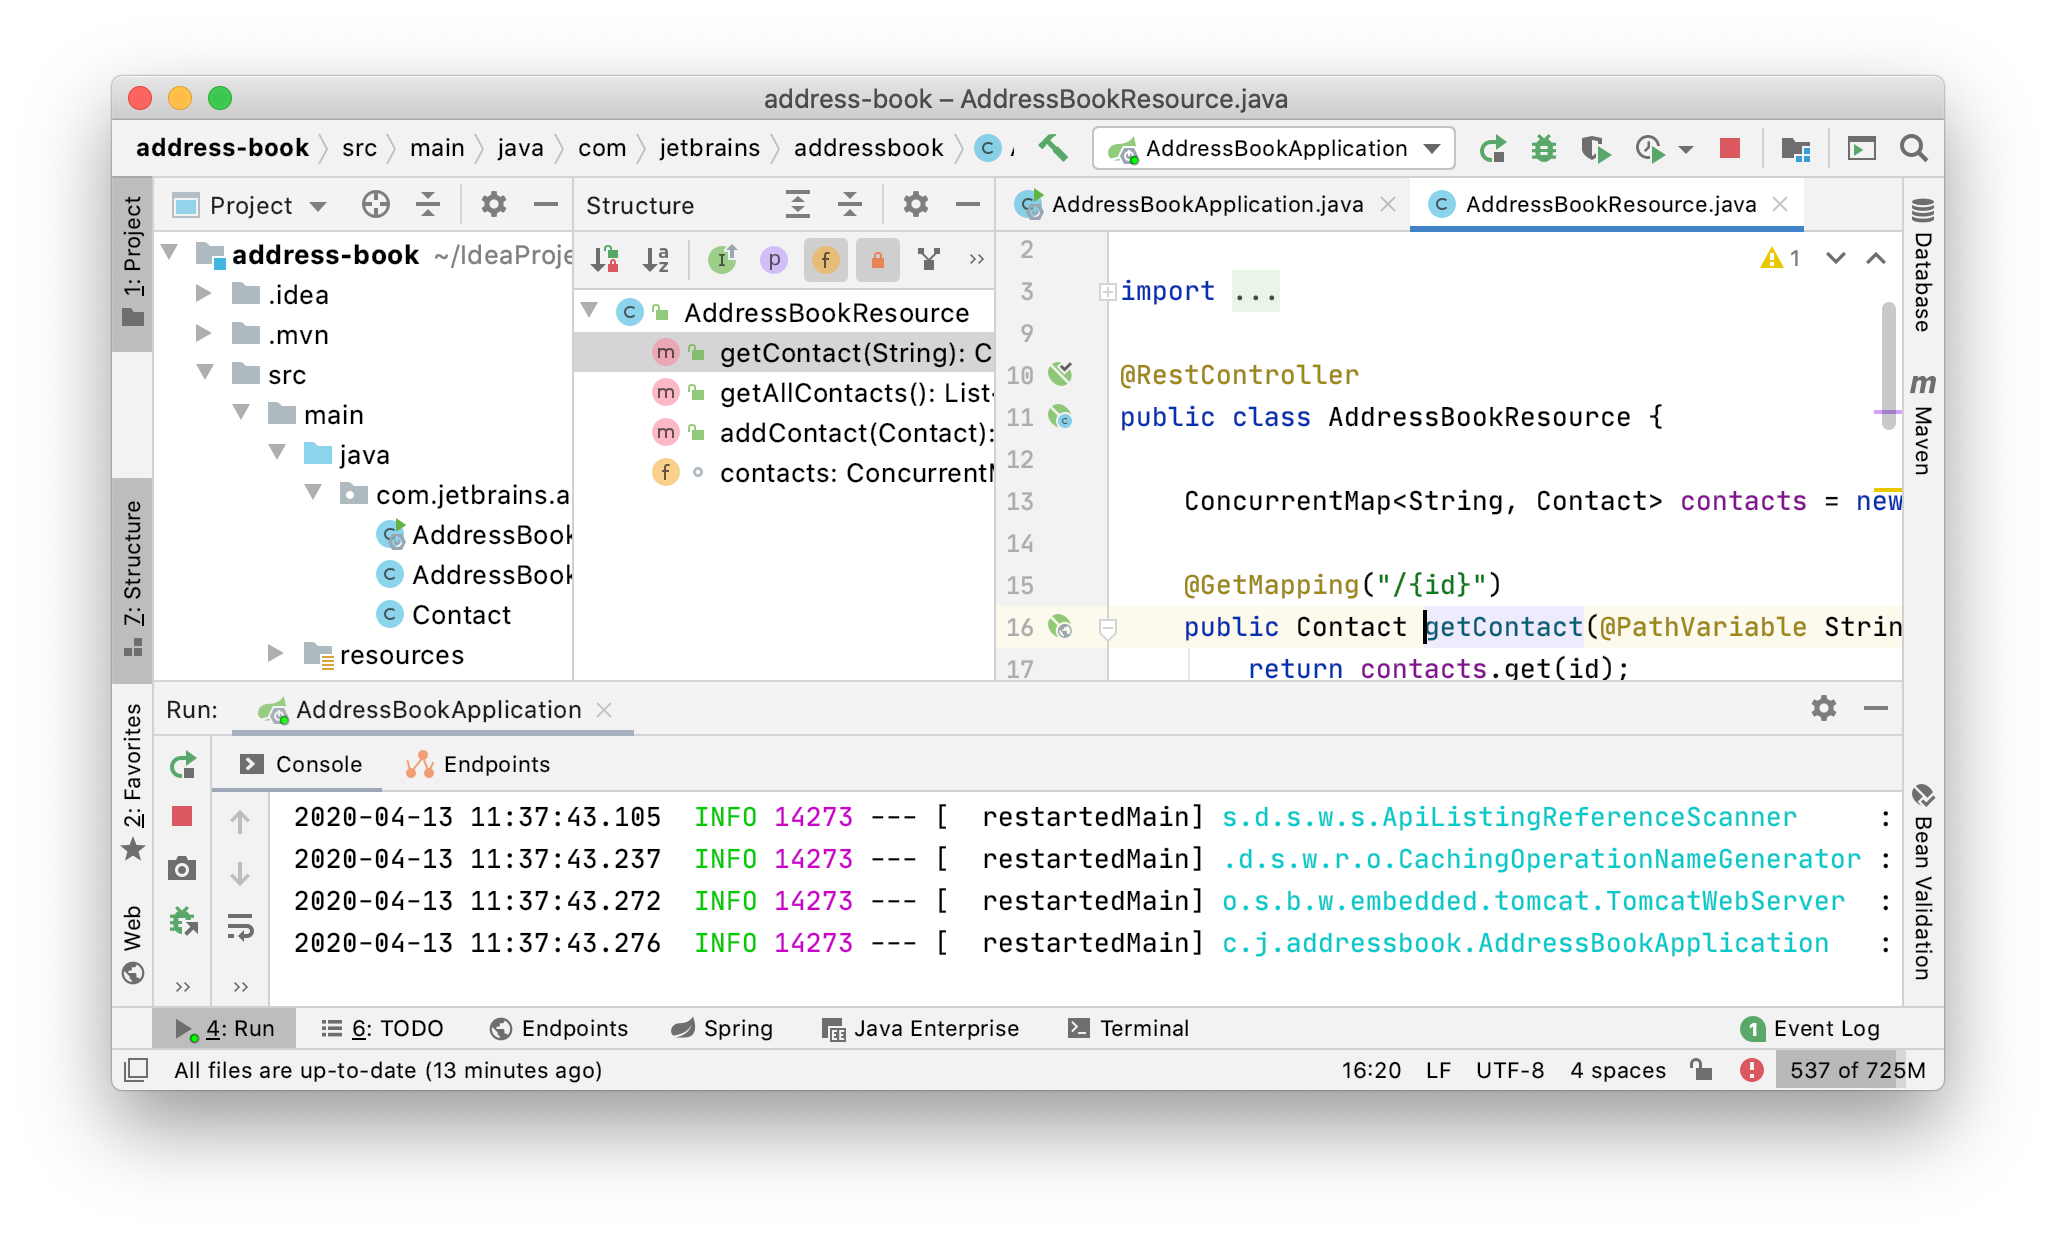 address-book – AddressBookResource.java
address-book src main java com jetbrains addressbook C AddressBookApplication
1: Project
7: Structure
2: Favorites
Web
Project
address-book ~/IdeaProje
.idea
.mvn
src
main
java
com.jetbrains.a
AddressBook
C AddressBook
C Contact
resources
Structure
AddressBookResource
m getContact(String): C
m getAllContacts(): List
m addContact(Contact):
f contacts: ConcurrentM
AddressBookApplication.java
C AddressBookResource.java
1
2
3 import ...
9
10 @RestController
11 public class AddressBookResource {
12
13 ConcurrentMap<String, Contact> contacts = new
14
15 @GetMapping("/{id}")
16 public Contact getContact(@PathVariable Strin
17 return contacts.get(id);
Database
m Maven
Bean Validation
Run: AddressBookApplication
Console Endpoints
2020-04-13 11:37:43.105 INFO 14273 --- [ restartedMain] s.d.s.w.s.ApiListingReferenceScanner :
2020-04-13 11:37:43.237 INFO 14273 --- [ restartedMain] .d.s.w.r.o.CachingOperationNameGenerator :
2020-04-13 11:37:43.272 INFO 14273 --- [ restartedMain] o.s.b.w.embedded.tomcat.TomcatWebServer :
2020-04-13 11:37:43.276 INFO 14273 --- [ restartedMain] c.j.addressbook.AddressBookApplication :
4: Run 6: TODO Endpoints Spring Java Enterprise Terminal 1 Event Log
All files are up-to-date (13 minutes ago) 16:20 LF UTF-8 4 spaces 537 of 725M